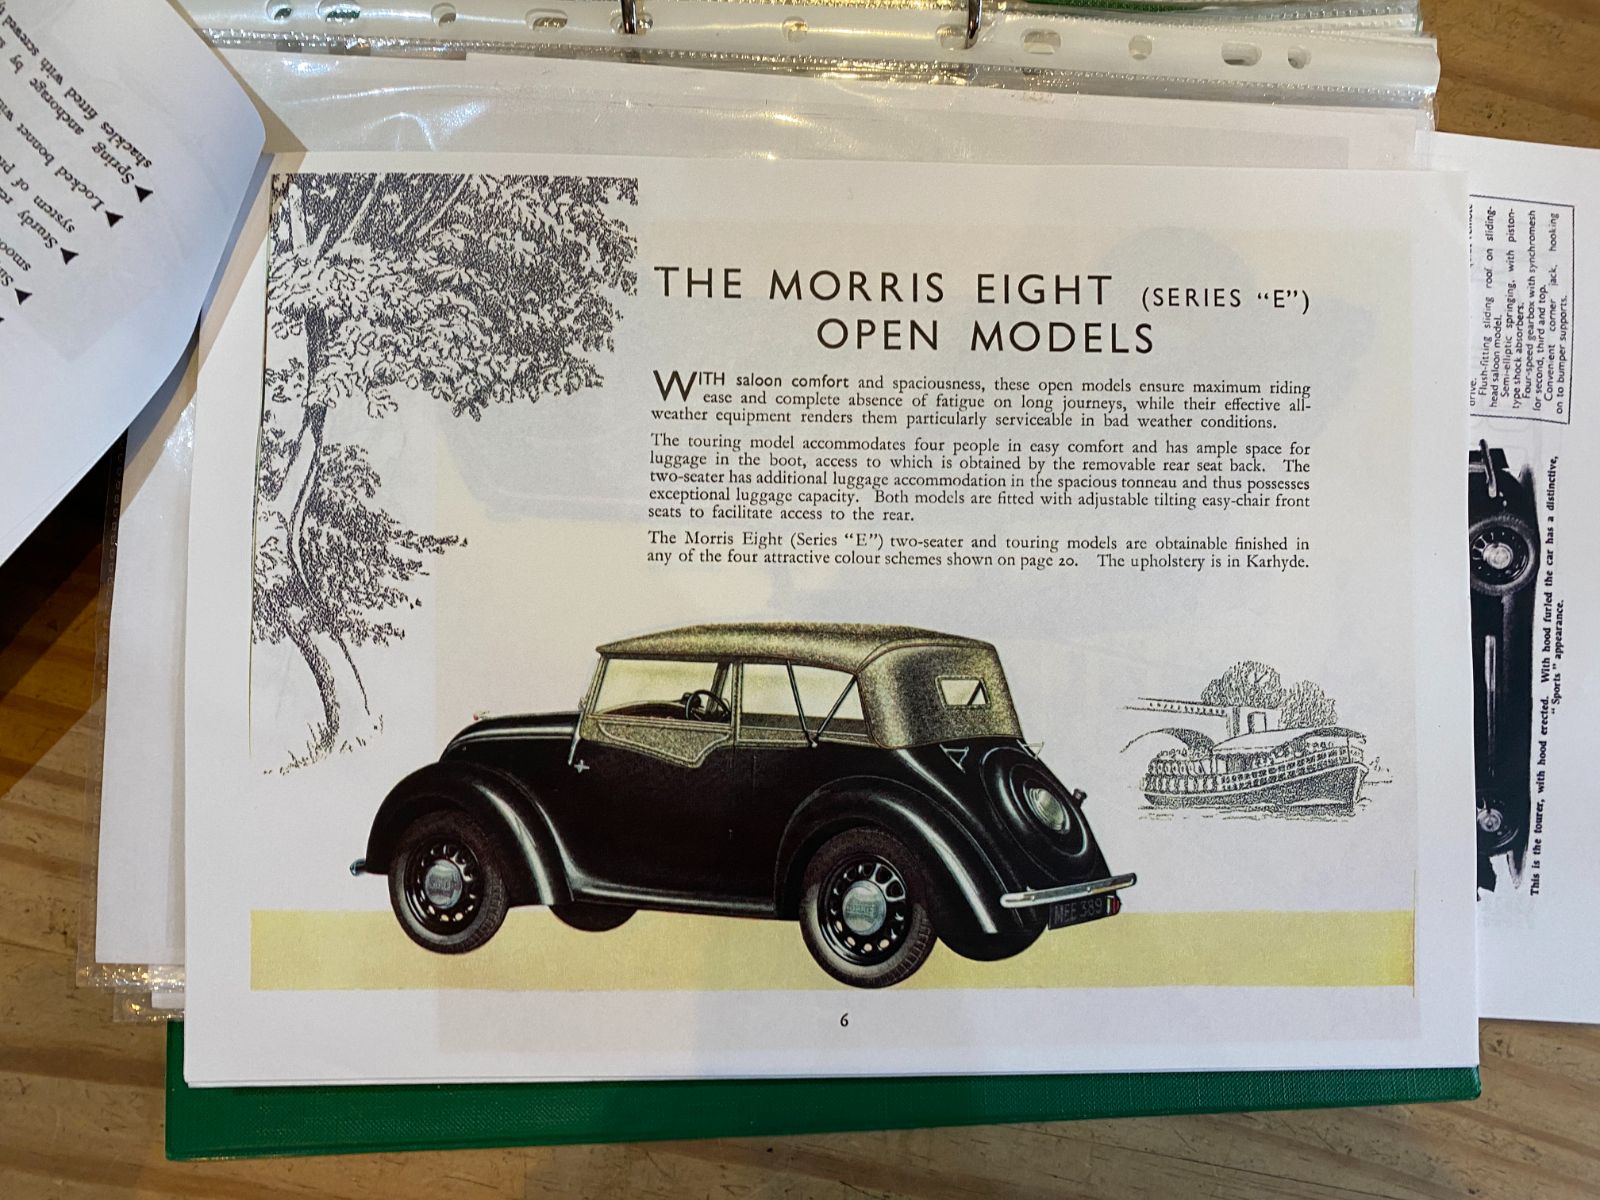 THE MORRIS EIGHT (SERIES "E")
OPEN MODELS
WITH saloon comfort and spaciousness, these open models ensure maximum riding
ease and complete absence of fatigue on long journeys, while their effective all-
weather equipment renders them particularly serviceable in bad weather conditions.
The touring model accommodates four people in easy comfort and has ample space for
luggage in the boot, access to which is obtained by the removable rear seat back. The
two-seater has additional luggage accommodation in the spacious tonneau and thus possesses
exceptional luggage capacity. Both models are fitted with adjustable tilting easy-chair front
seats to facilitate access to the rear.
The Morris Eight (Series "E") two-seater and touring models are obtainable finished in
any of the four attractive colour schemes shown on page 20. The upholstery is in Karhyde.
MEE 389
6
Spring anchorage by
shackles fitted with
Locked bonnet
system of
Sturdy
drive.
Flush-fitting sliding roof on sliding-
head saloon model.
Semi-elliptic springing, with piston-
type shock absorbers.
Four-speed gearbox with synchromesh
for second, third and top.
Convenient corner jack, hooking
on to bumper supports.
This is the tourer, with hood erected. With hood furled the car has a distinctive,
"Sports" appearance.